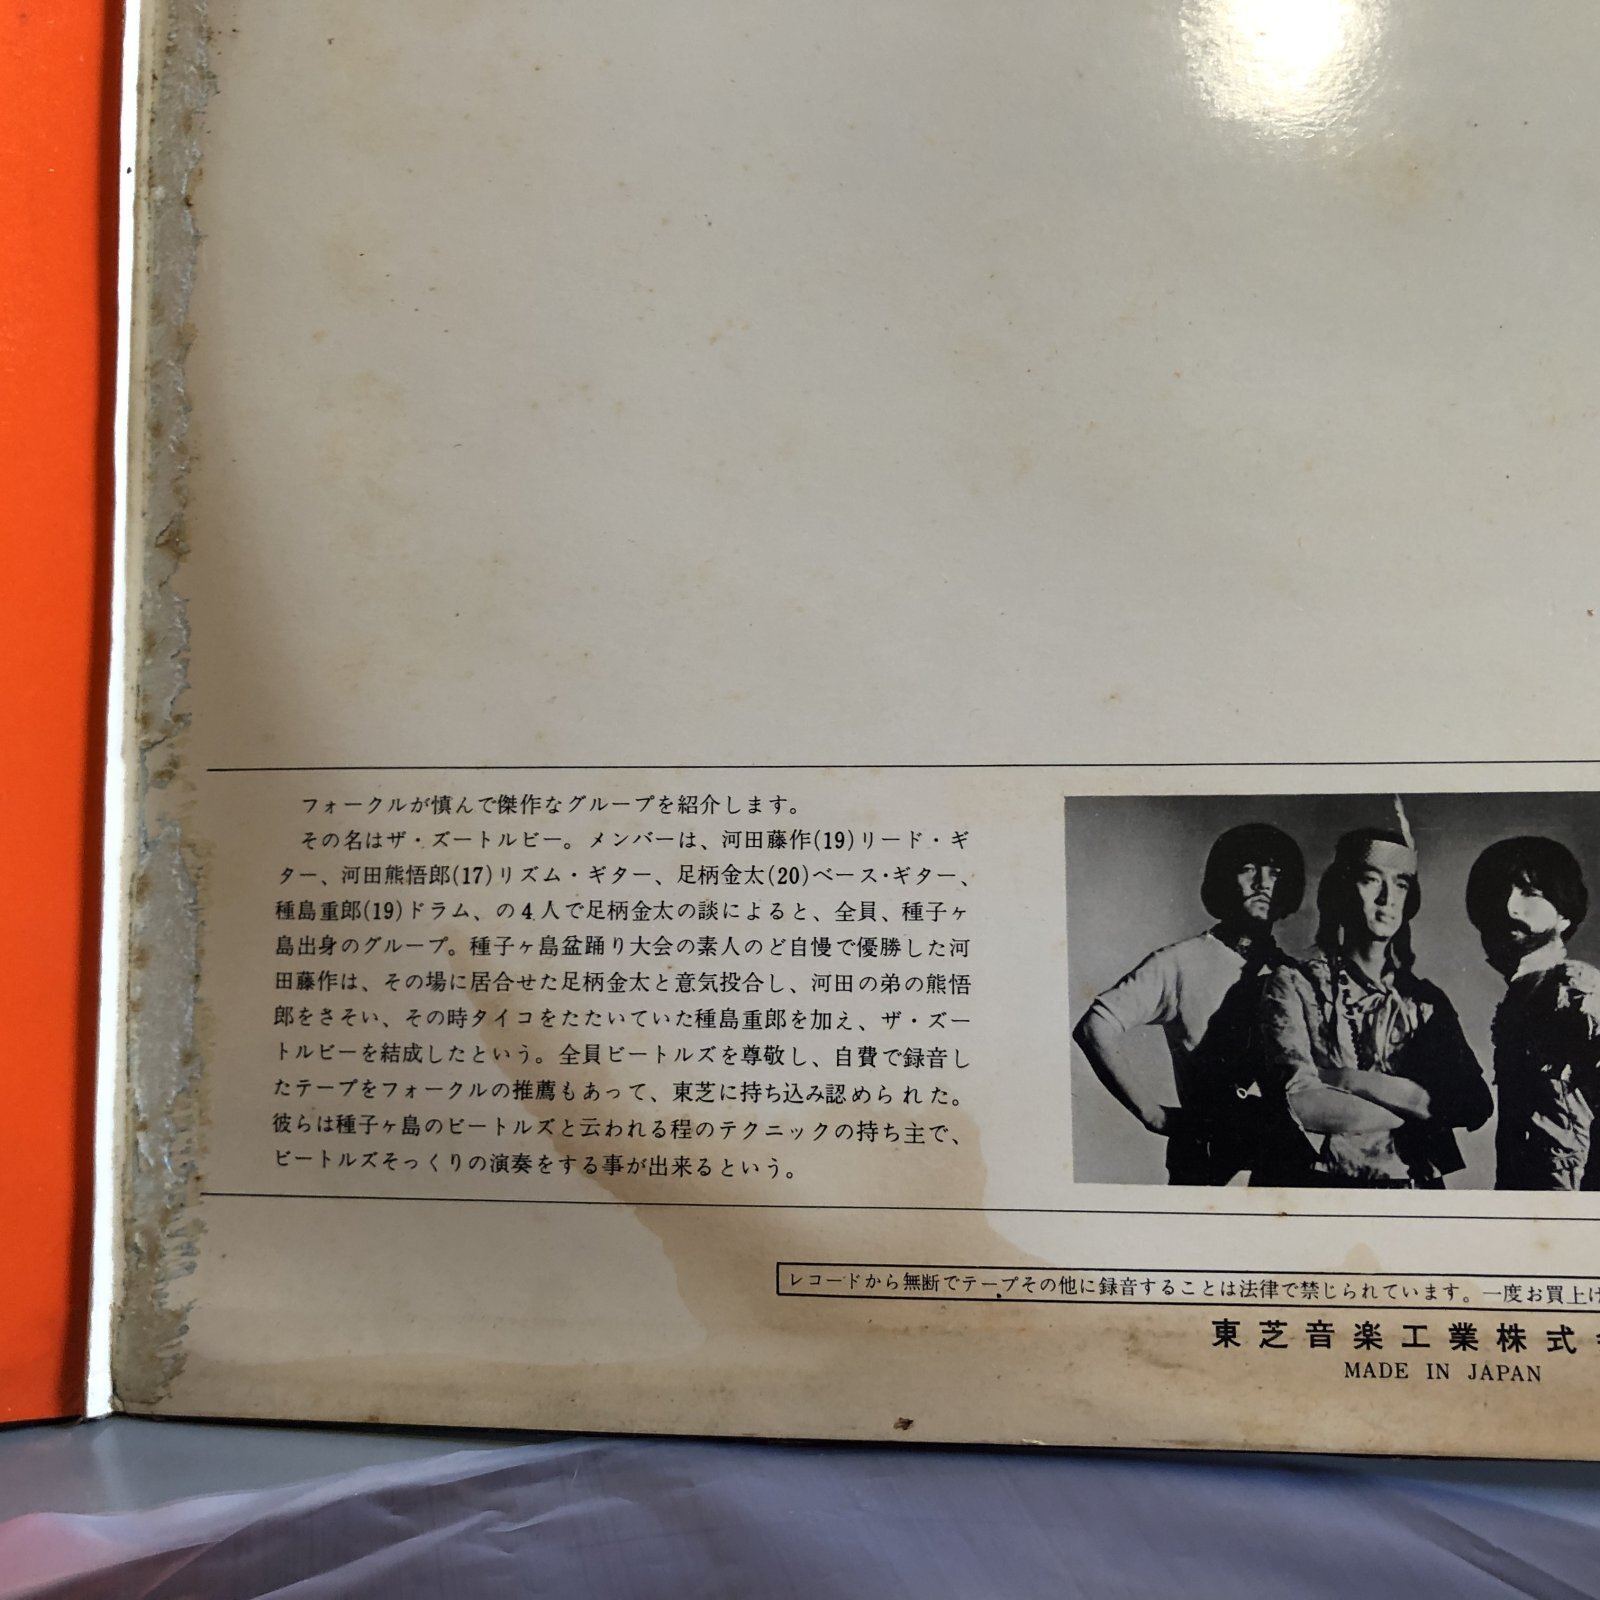 フォークルが慎んで傑作なグループを紹介します。
その名はザ・ズートルビー。メンバーは、河田藤作(19)リード・ギ
ター、河田熊悟郎(17)リズム・ギター、足柄金太(20)ベース・ギター、
種島重郎(19)ドラム、の4人で足柄金太の談によると、全員、種子ヶ
島出身のグループ。種子ヶ島盆踊り大会の素人のど自慢で優勝した河
田藤作は、その場に居合せた足柄金太と意気投合し、河田の弟の熊悟
郎をさそい、その時タイコをたたいていた種島重郎を加え、ザ・ズー
トルビーを結成したという。全員ビートルズを尊敬し、自費で録音し
たテープをフォークルの推薦もあって、東芝に持ち込み認められた。
彼らは種子ヶ島のビートルズと云われる程のテクニックの持ち主で、
ビートルズそっくりの演奏をする事が出来るという。
レコードから無断でテープその他に録音することは法律で禁じられています。一度お買上げ
東芝音楽工業株式
MADE IN JAPAN